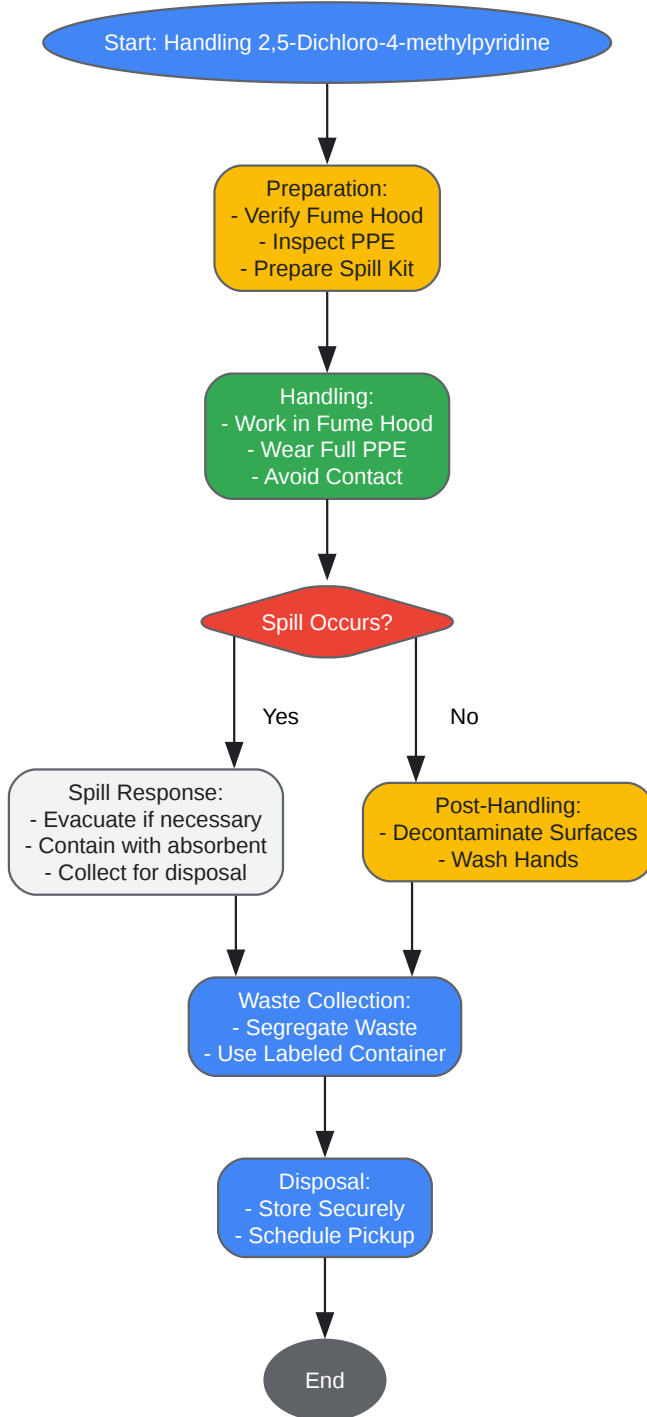 Start: Handling 2,5-Dichloro-4-methylpyridine
Preparation:
- Verify Fume Hood
- Inspect PPE
- Prepare Spill Kit
Handling:
- Work in Fume Hood
- Wear Full PPE
- Avoid Contact
Spill Occurs?
Yes
No
Spill Response:
- Evacuate if necessary
- Contain with absorbent
- Collect for disposal
Post-Handling:
- Decontaminate Surfaces
- Wash Hands
Waste Collection:
- Segregate Waste
- Use Labeled Container
Disposal:
- Store Securely
- Schedule Pickup
End